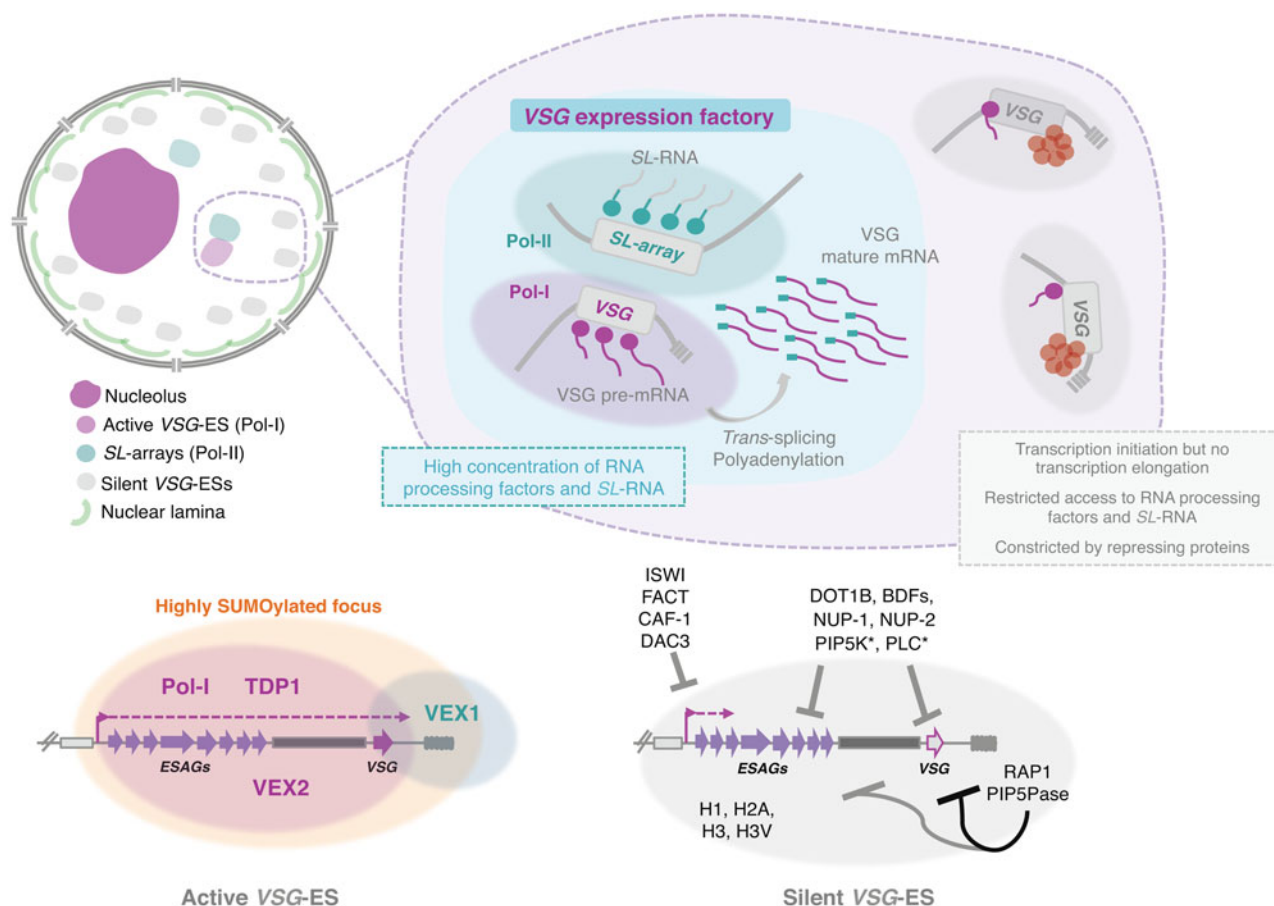 VSG expression factory
SL-RNA
Pol-II
SL-array
Pol-I
VSG
VSG pre-mRNA
VSG
mature mRNA
Trans-splicing
Polyadenylation
High concentration of RNA
processing factors and SL-RNA
VSG
VSG
Transcription initiation but no
transcription elongation
Restricted access to RNA processing
factors and SL-RNA
Constricted by repressing proteins
Nucleolus
Active VSG-ES (Pol-I)
SL-arrays (Pol-II)
Silent VSG-ESs
Nuclear lamina
Highly SUMOylated focus
Pol-I
TDP1
VEX1
ESAGs
VSG
VEX2
Active VSG-ES
ISWI
FACT
CAF-1
DAC3
DOT1B, BDFs,
NUP-1, NUP-2
PIP5K*, PLC*
ESAGs
VSG
RAP1
PIP5Pase
H1, H2A,
H3, H3V
Silent VSG-ES